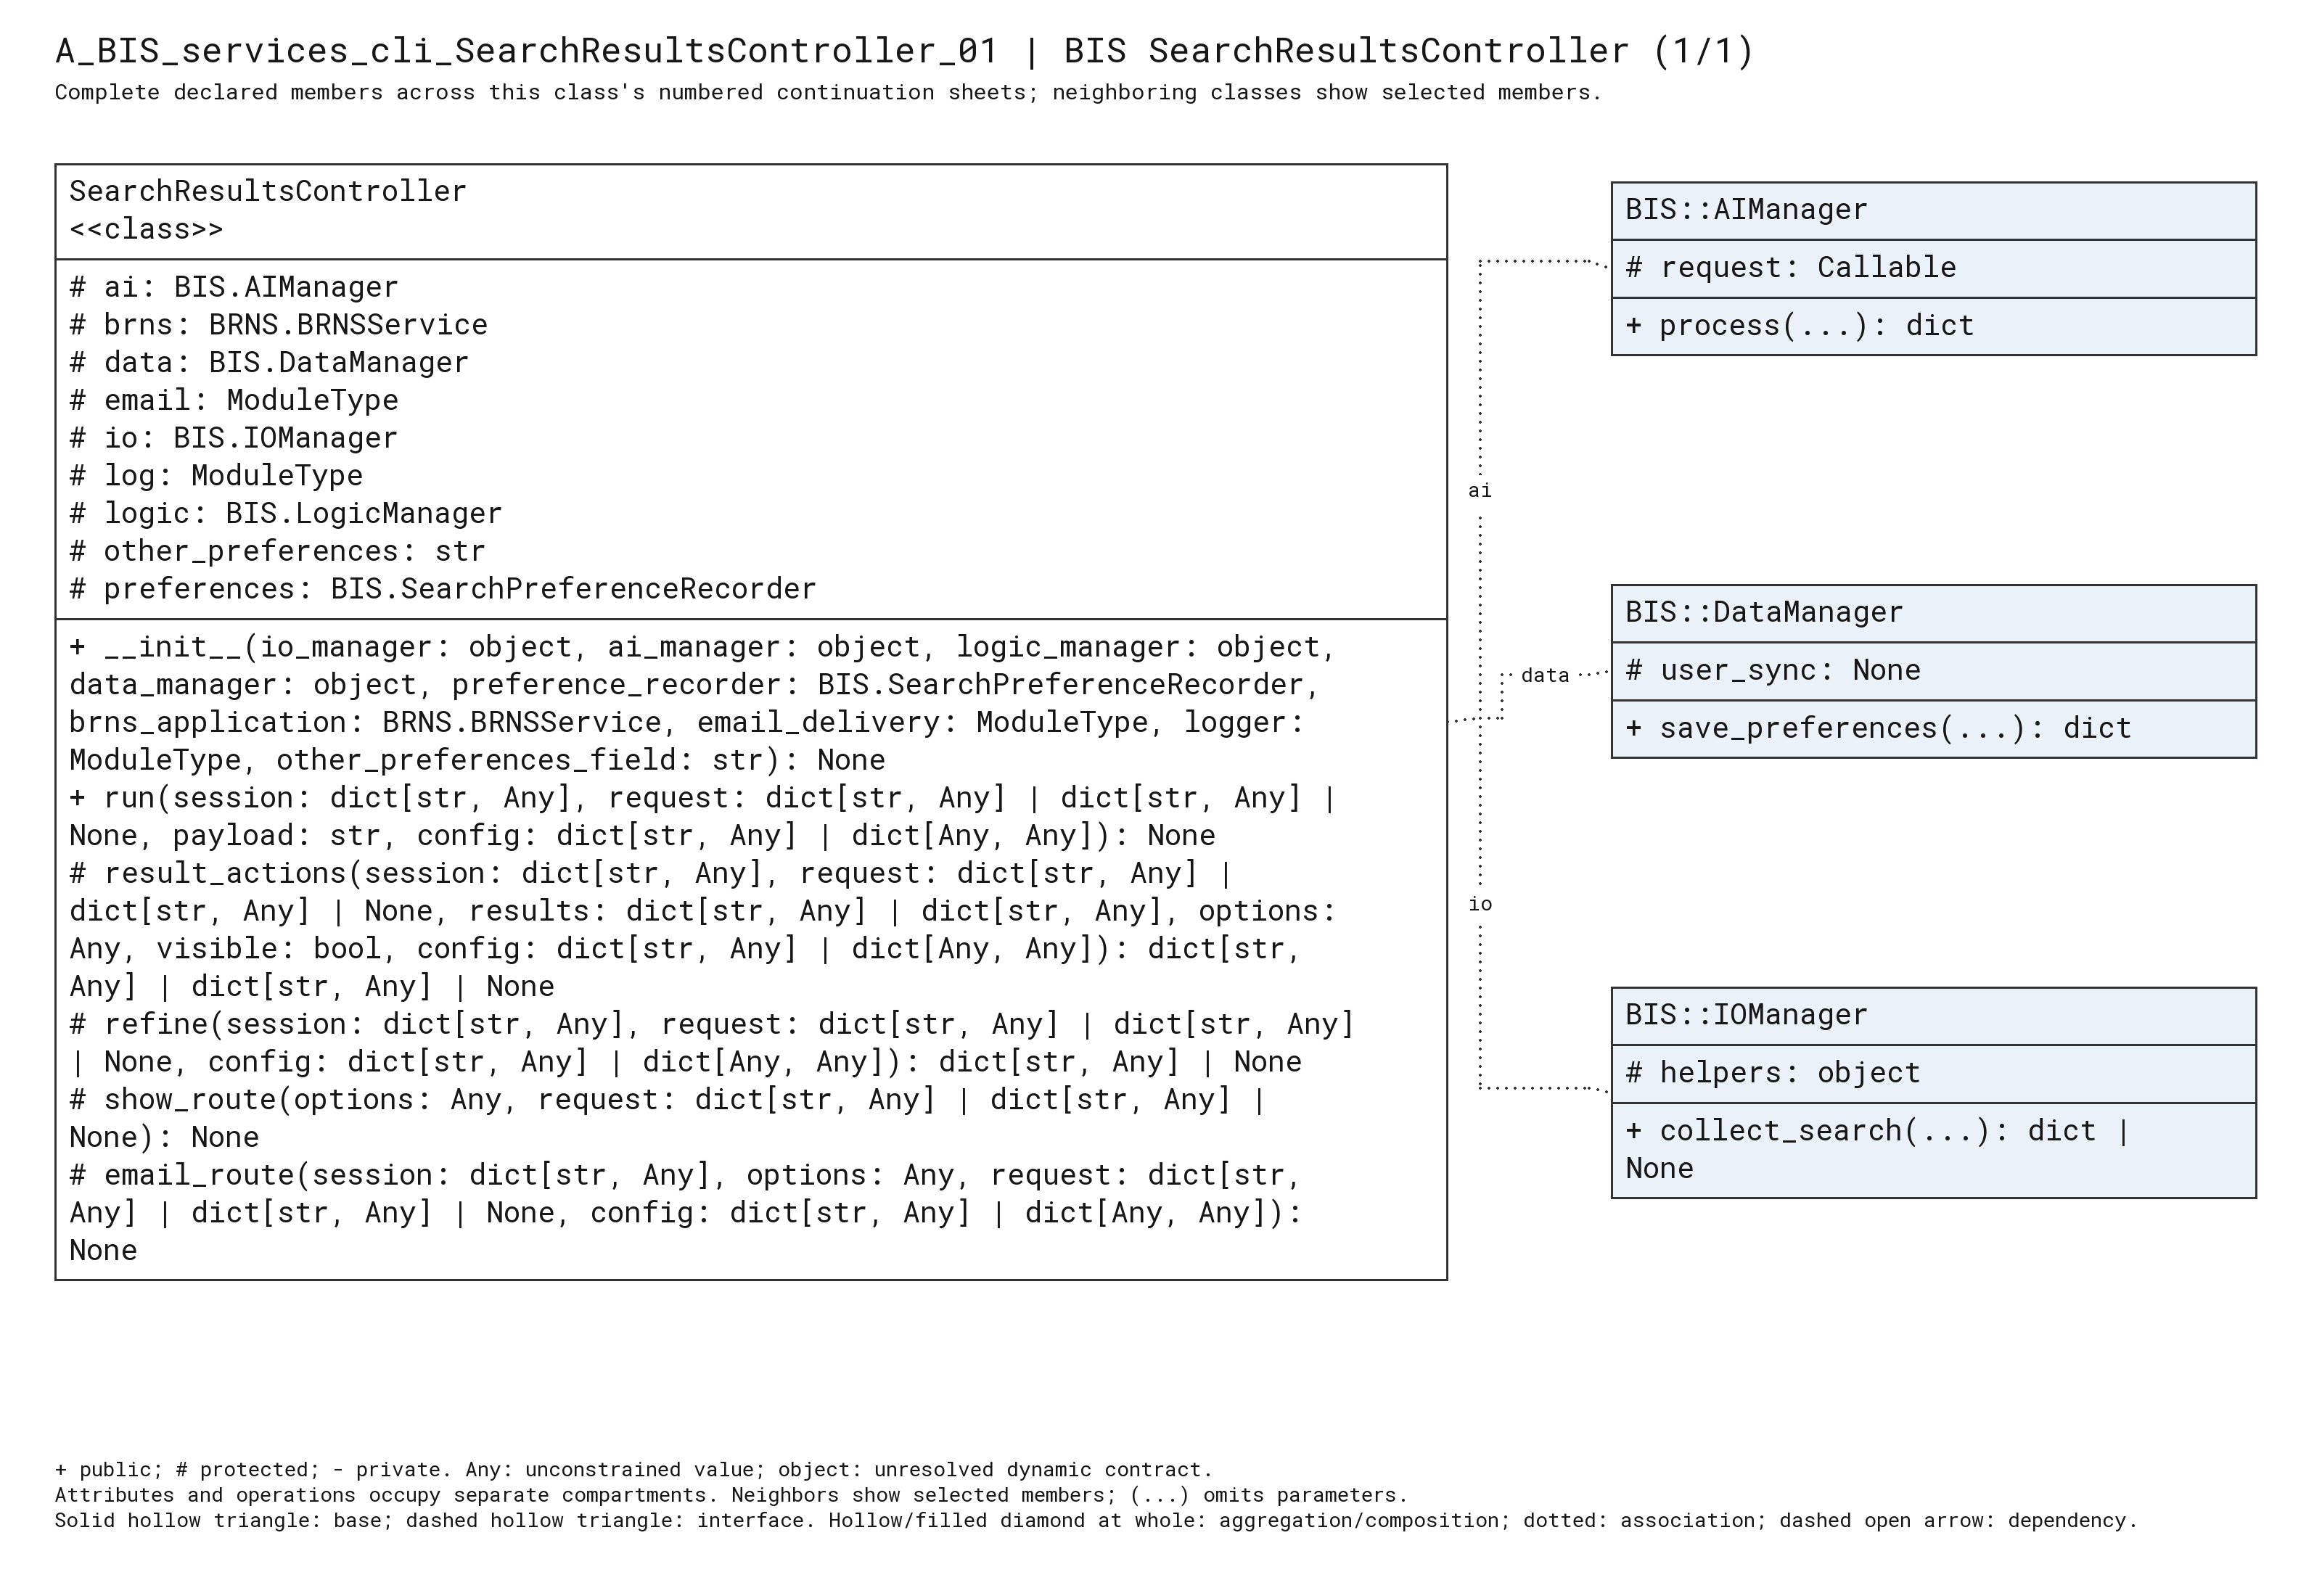 A_BIS_services_cli_SearchResultsController_01 | BIS SearchResultsController (1/1)
Complete declared members across this class's numbered continuation sheets; neighboring classes show selected members.
SearchResultsController
<<class>>
# ai: BIS.AIManager
# brns: BRNS.BRNSService
# data: BIS.DataManager
# email: ModuleType
# io: BIS.IOManager
# log: ModuleType
# logic: BIS.LogicManager
# other_preferences: str
# preferences: BIS.SearchPreferenceRecorder
+ __init__(io_manager: object, ai_manager: object, logic_manager: object,
data_manager: object, preference_recorder: BIS.SearchPreferenceRecorder,
brns_application: BRNS.BRNSService, email_delivery: ModuleType, logger:
ModuleType, other_preferences_field: str): None
+ run(session: dict[str, Any], request: dict[str, Any] | dict[str, Any] |
None, payload: str, config: dict[str, Any] | dict[Any, Any]): None
# result_actions(session: dict[str, Any], request: dict[str, Any] |
dict[str, Any] | None, results: dict[str, Any] | dict[str, Any], options:
Any, visible: bool, config: dict[str, Any] | dict[Any, Any]): dict[str,
Any] | dict[str, Any] | None
# refine(session: dict[str, Any], request: dict[str, Any] | dict[str, Any]
| None, config: dict[str, Any] | dict[Any, Any]): dict[str, Any] | None
# show_route(options: Any, request: dict[str, Any] | dict[str, Any] |
None): None
# email_route(session: dict[str, Any], options: Any, request: dict[str,
Any] | dict[str, Any] | None, config: dict[str, Any] | dict[Any, Any]):
None
ai
data
io
BIS::AIManager
# request: Callable
+ process(...): dict
BIS::DataManager
# user_sync: None
+ save_preferences(...): dict
BIS::IOManager
# helpers: object
+ collect_search(...): dict |
None
+ public; # protected; - private. Any: unconstrained value; object: unresolved dynamic contract.
Attributes and operations occupy separate compartments. Neighbors show selected members; (...) omits parameters.
Solid hollow triangle: base; dashed hollow triangle: interface. Hollow/filled diamond at whole: aggregation/composition; dotted: association; dashed open arrow: dependency.